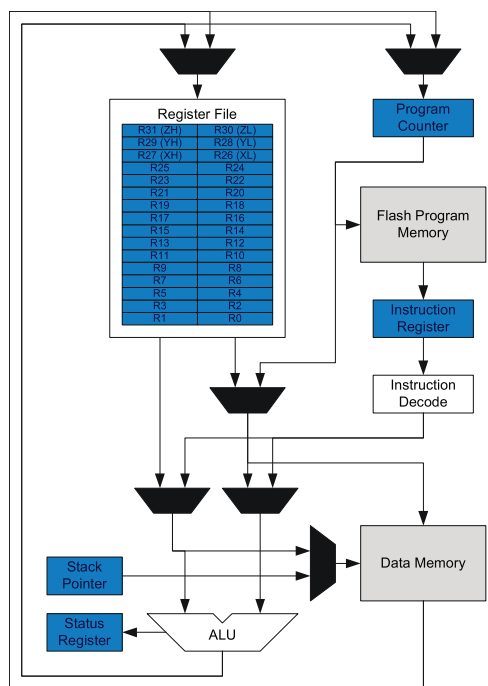 Register File
R31 (ZH) R30 (ZL)
R29 (YH) R28 (YL)
R27 (XH) R26 (XL)
R25 R24
R23 R22
R21 R20
R19 R18
R17 R16
R15 R14
R13 R12
R11 R10
R9 R8
R7 R6
R5 R4
R3 R2
R1 R0
Program
Counter
Flash Program
Memory
Instruction
Register
Instruction
Decode
Data Memory
Stack
Pointer
Status
Register
ALU